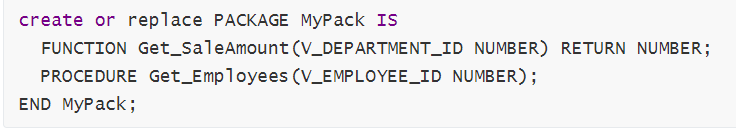 create or replace PACKAGE MyPack IS
FUNCTION Get_SaleAmount(V_DEPARTMENT_ID NUMBER) RETURN NUMBER;
PROCEDURE Get_Employees(V_EMPLOYEE_ID NUMBER);
END MyPack;